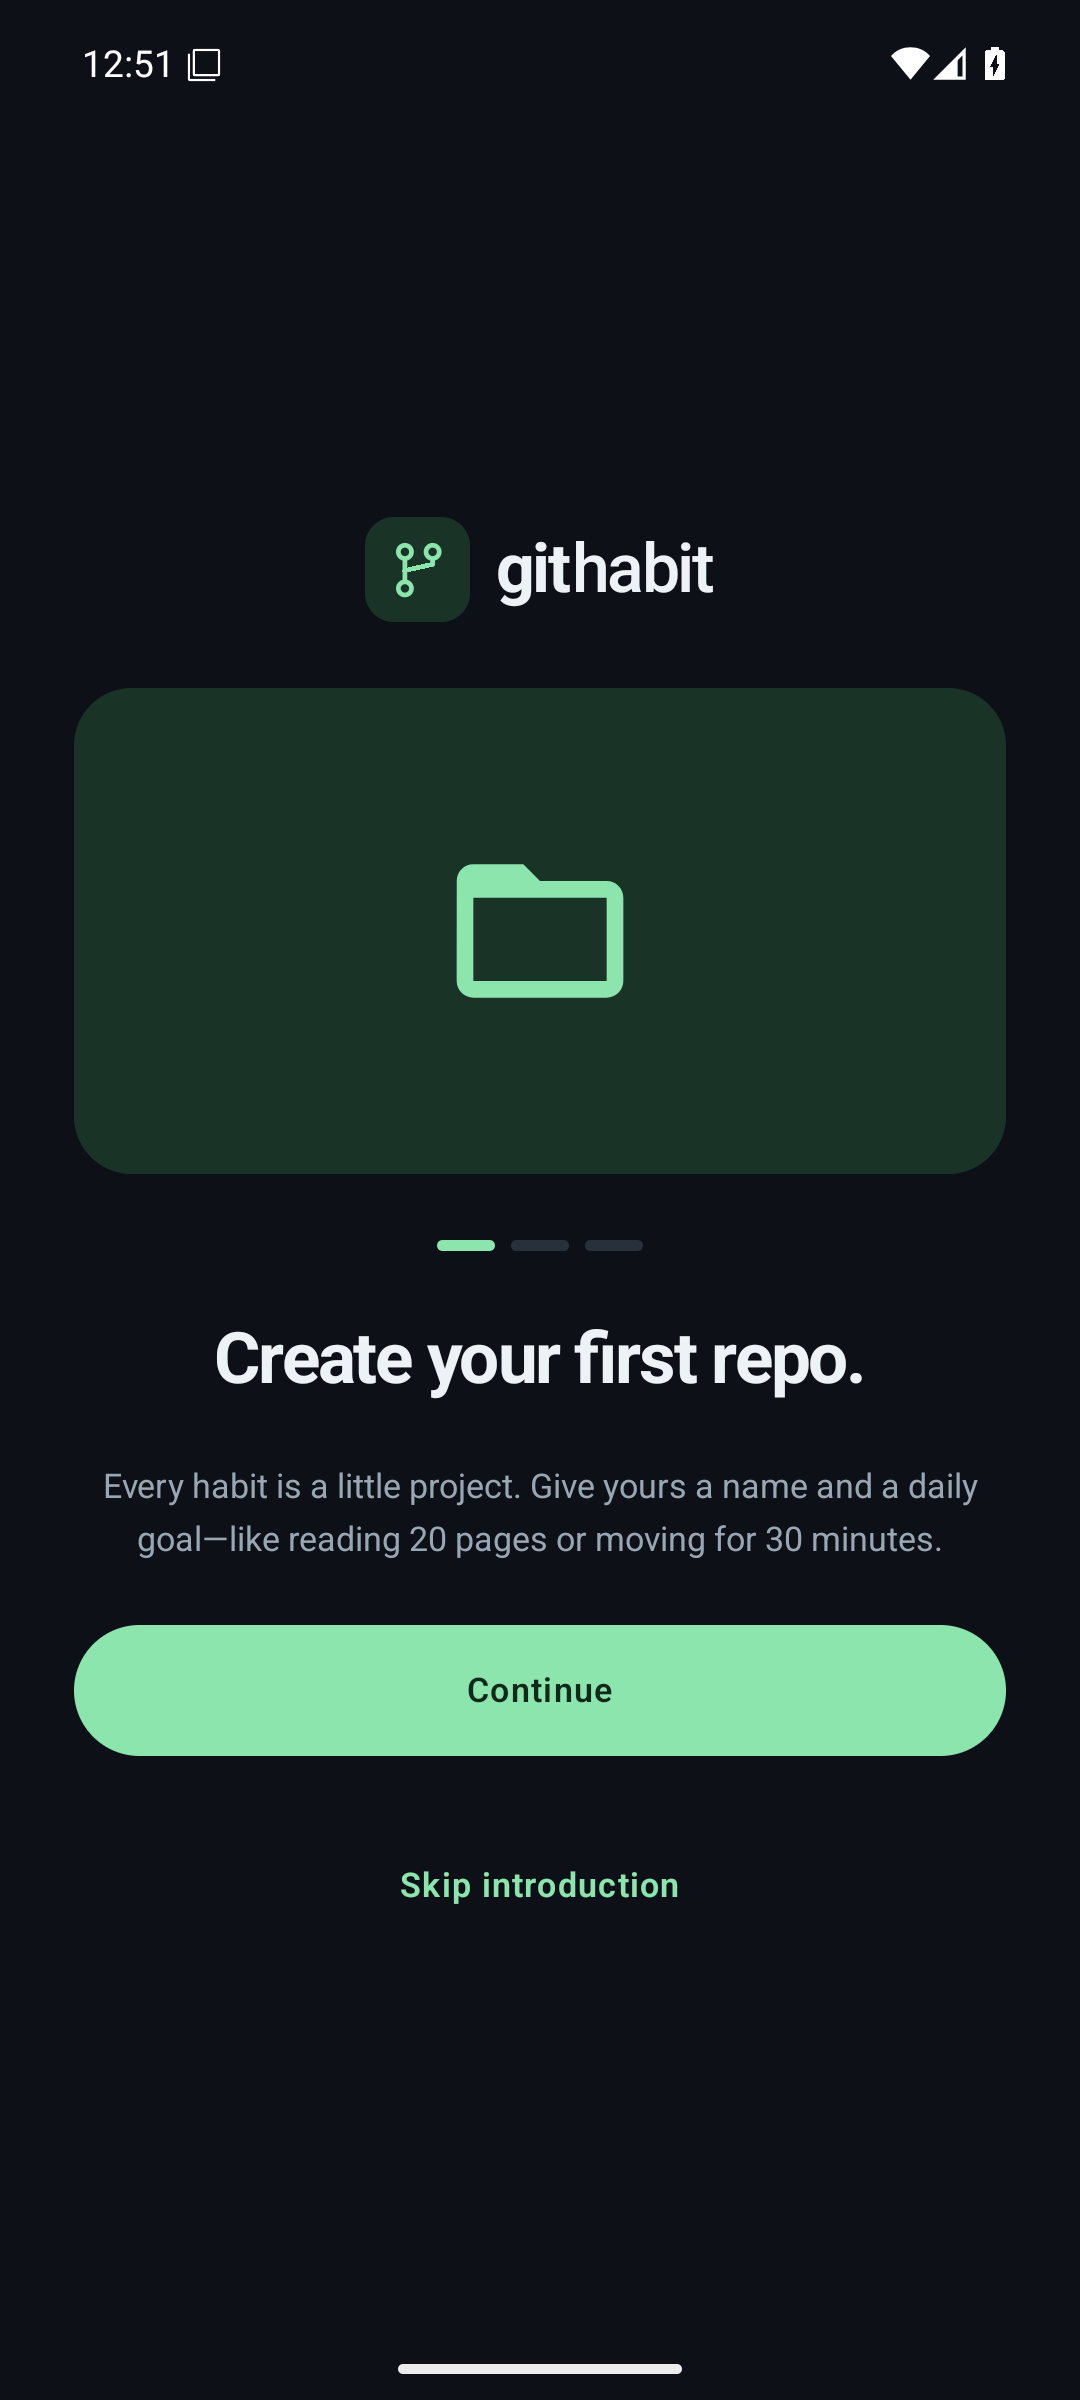 12:51
githabit
Create your first repo.
Every habit is a little project. Give yours a name and a daily
goal—like reading 20 pages or moving for 30 minutes.
Continue
Skip introduction